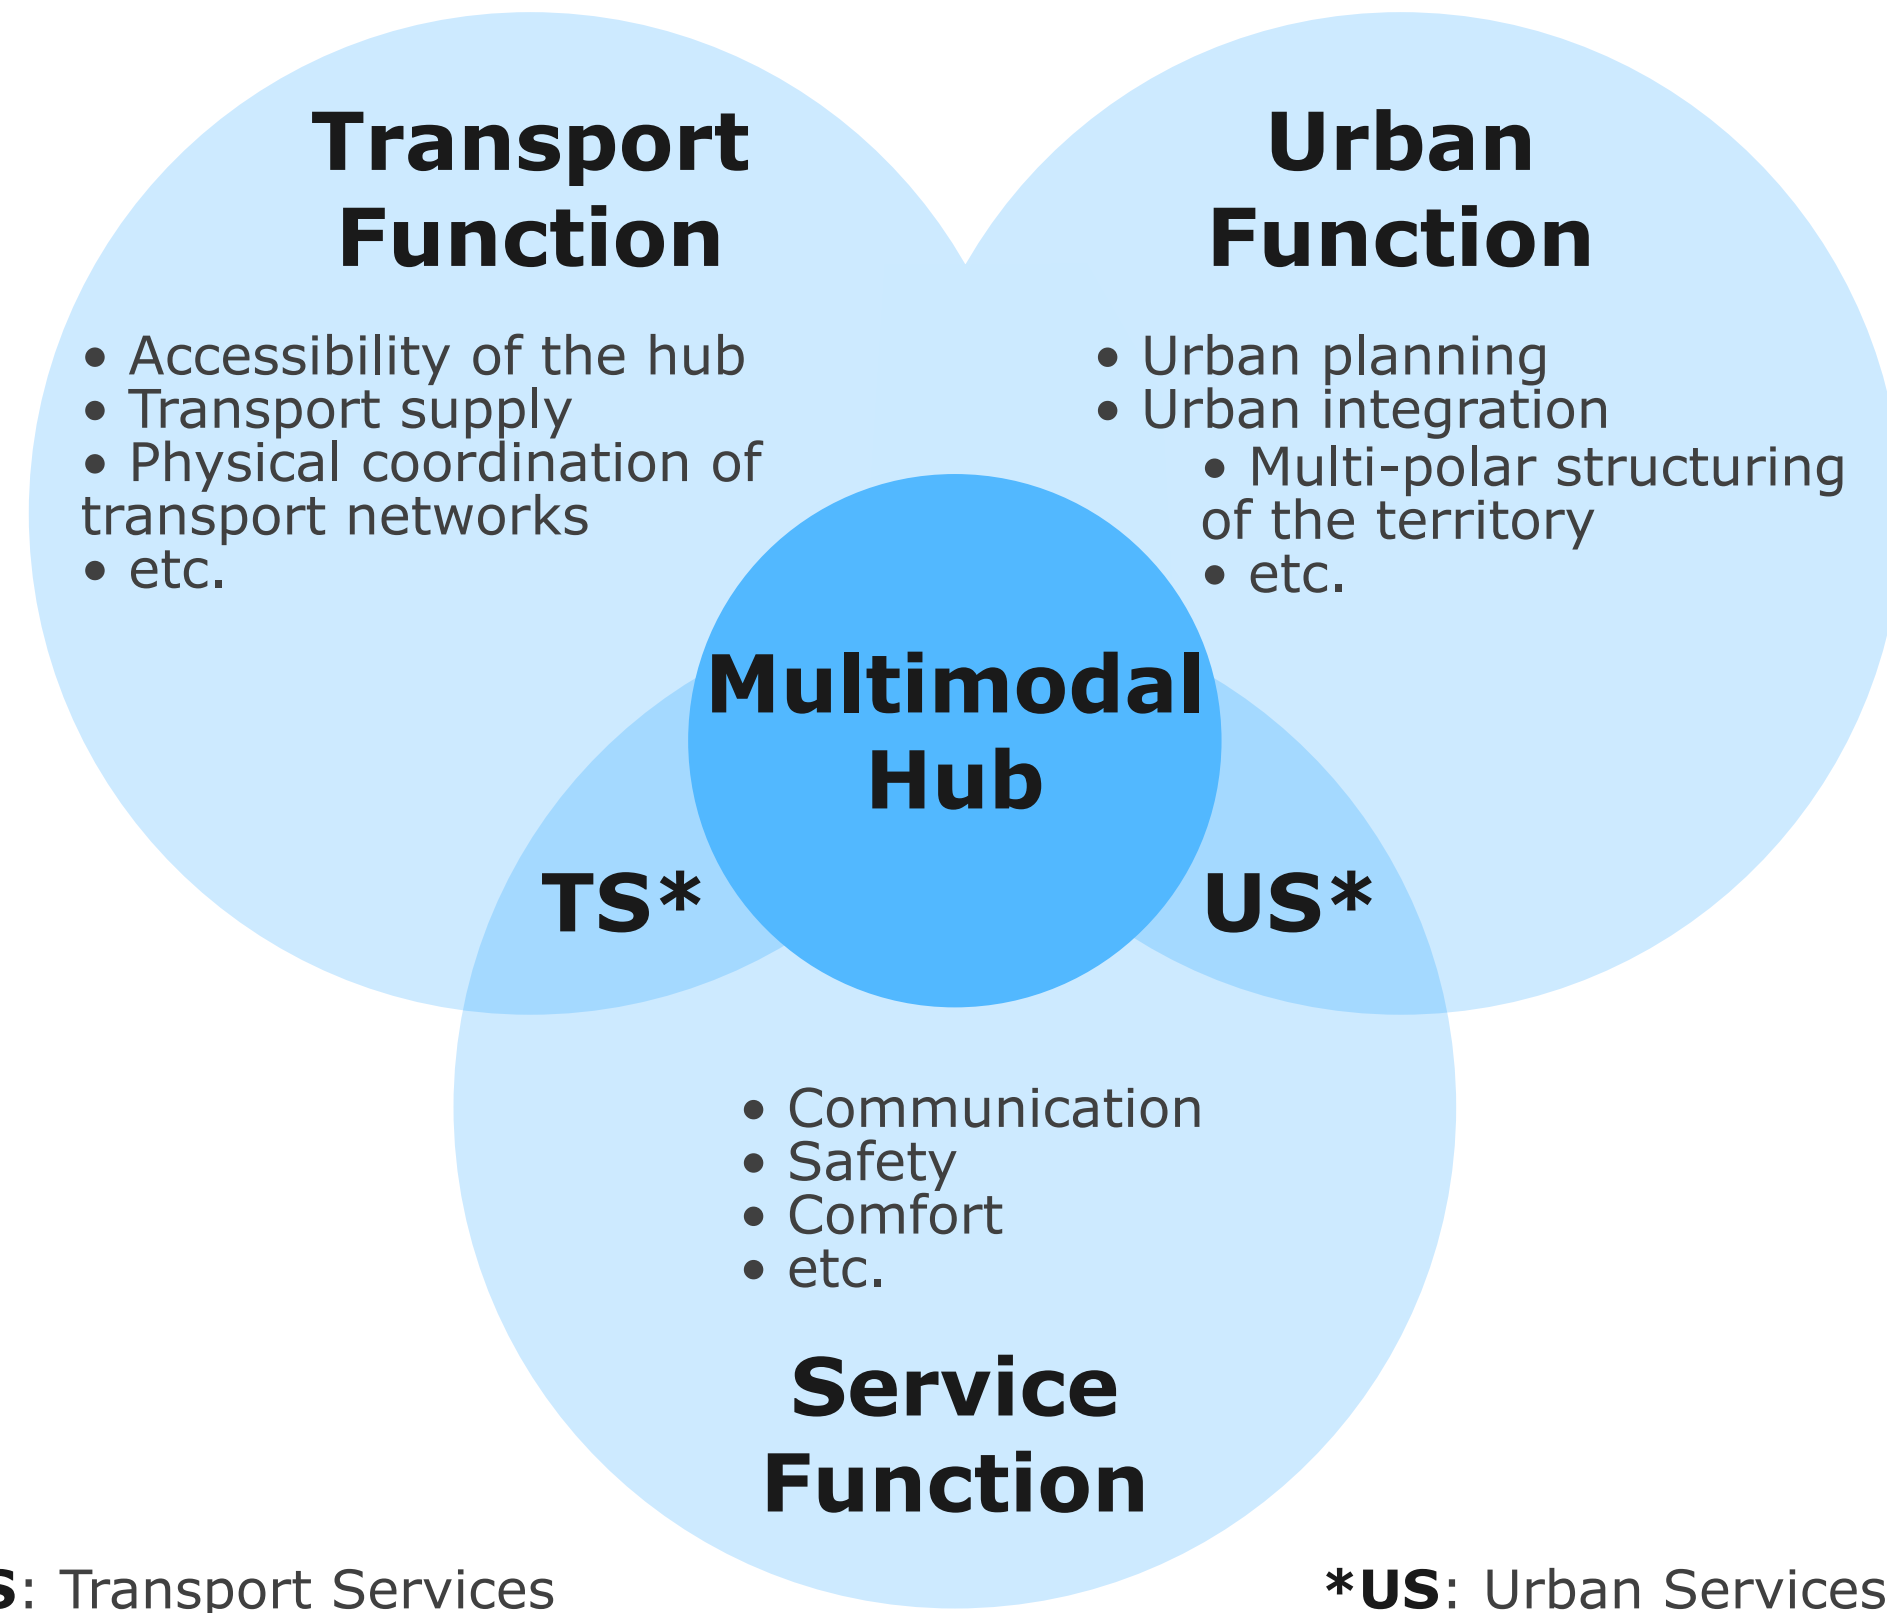 Transport
Function
• Accessibility of the hub
• Transport supply
• Physical coordination of
transport networks
• etc.
Urban
Function
• Urban planning
• Urban integration
• Multi-polar structuring
of the territory
• etc.
Multimodal
Hub
TS*
US*
• Communication
• Safety
• Comfort
• etc.
Service
Function
S: Transport Services
*US: Urban Services